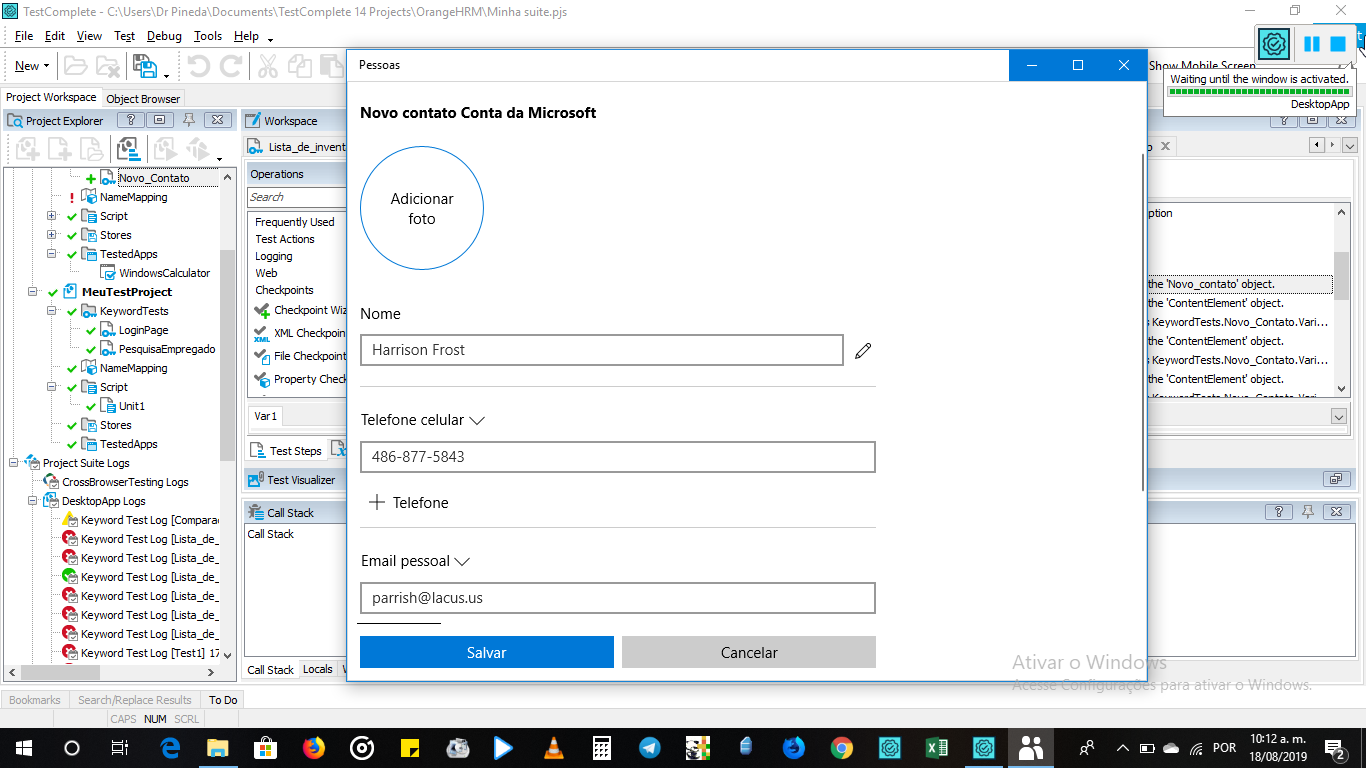 TestComplete - C:\Users\Dr Pineda\Documents\TestComplete 14 Projects\OrangeHRM\Minha suite.pjs
File Edit View Test Debug Tools Help
New
Show Mobile Screen
Waiting until the window is activated.
DesktopApp
Project Workspace Object Browser
Project Explorer
Novo_Contato
NameMapping
Script
Stores
TestedApps
WindowsCalculator
MeuTestProject
KeywordTests
LoginPage
PesquisaEmpregado
NameMapping
Script
Unit1
Stores
TestedApps
Project Suite Logs
CrossBrowserTesting Logs
DesktopApp Logs
Keyword Test Log [Compara
Keyword Test Log [Lista_de_
Keyword Test Log [Lista_de_
Keyword Test Log [Lista_de_
Keyword Test Log [Lista_de_
Keyword Test Log [Lista_de_
Keyword Test Log [Lista_de_
Keyword Test Log [Test1] 17
Workspace
Lista_de_invent
Operations
Search
Frequently Used
Test Actions
Logging
Web
Checkpoints
Checkpoint Wiz
XML Checkpoin
File Checkpoint
Property Check
Var1
Test Steps
Test Visualizer
Call Stack
Call Stack
Call Stack Locals
Pessoas
Novo contato Conta da Microsoft
Adicionar
foto
Nome
Harrison Frost
Telefone celular
486-877-5843
Telefone
Email pessoal
parrish@lacus.us
Salvar Cancelar
ption
the 'Novo_contato' object.
the 'ContentElement' object.
s KeywordTests.Novo_Contato.Vari...
the 'ContentElement' object.
s KeywordTests.Novo_Contato.Vari...
the 'ContentElement' object.
KeywordTests.Novo_Contato.Vari...
Ativar o Windows
Acesse Configurações para ativar o Windows.
Bookmarks Search/Replace Results To Do
CAPS NUM SCRL
POR
10:12 a. m.
18/08/2019
2